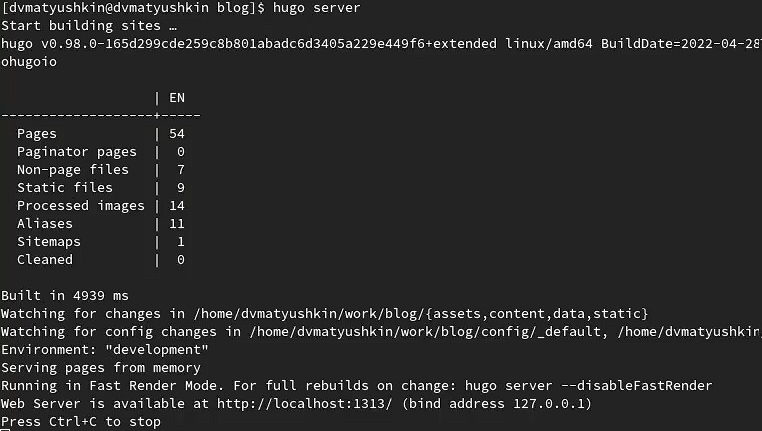 [dvmatyushkin@dvmatyushkin blog]$ hugo server
Start building sites …
hugo v0.98.0-165d299cde259c8b801abadc6d3405a229e449f6+extended linux/amd64 BuildDate=2022-04-28T
ohugoio

                   | EN
-------------------+-----
  Pages            | 54
  Paginator pages  |  0
  Non-page files   |  7
  Static files     |  9
  Processed images | 14
  Aliases          | 11
  Sitemaps         |  1
  Cleaned          |  0

Built in 4939 ms
Watching for changes in /home/dvmatyushkin/work/blog/{assets,content,data,static}
Watching for config changes in /home/dvmatyushkin/work/blog/config/_default, /home/dvmatyushkin
Environment: "development"
Serving pages from memory
Running in Fast Render Mode. For full rebuilds on change: hugo server --disableFastRender
Web Server is available at http://localhost:1313/ (bind address 127.0.0.1)
Press Ctrl+C to stop